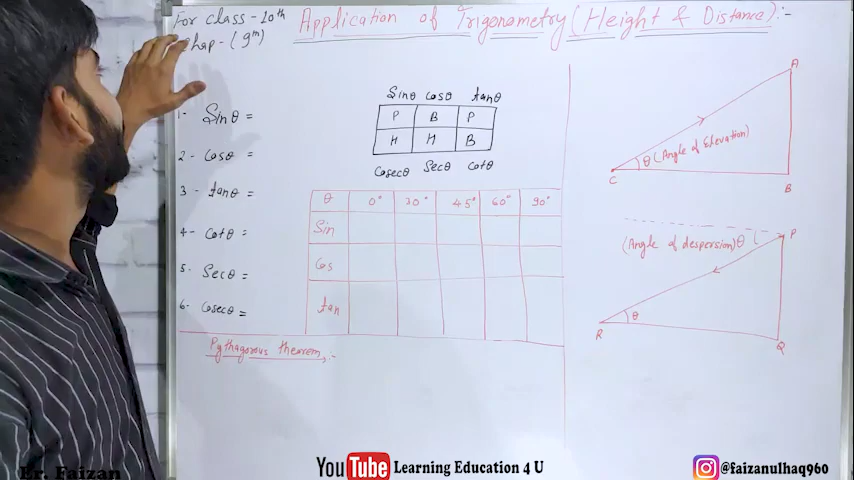 For Class - 10th
Chap - (9th)
Application of Trigonometry (Height & Distance):-
1- Sinθ =
2- Cosθ =
3- tanθ =
4- Cotθ =
5- Secθ =
6- Cosecθ =
Sinθ Cosθ tanθ
P B P
H H B
Cosecθ Secθ Cotθ
θ 0° 30° 45° 60° 90°
Sin
Cos
tan
Pythagorous theorem,:-
A
θ (Angle of Elevation)
C
B
P
(Angle of despersion) θ
θ
R
Q
Er. Faizan
YouTube Learning Education 4 U
@faizanulhaq960